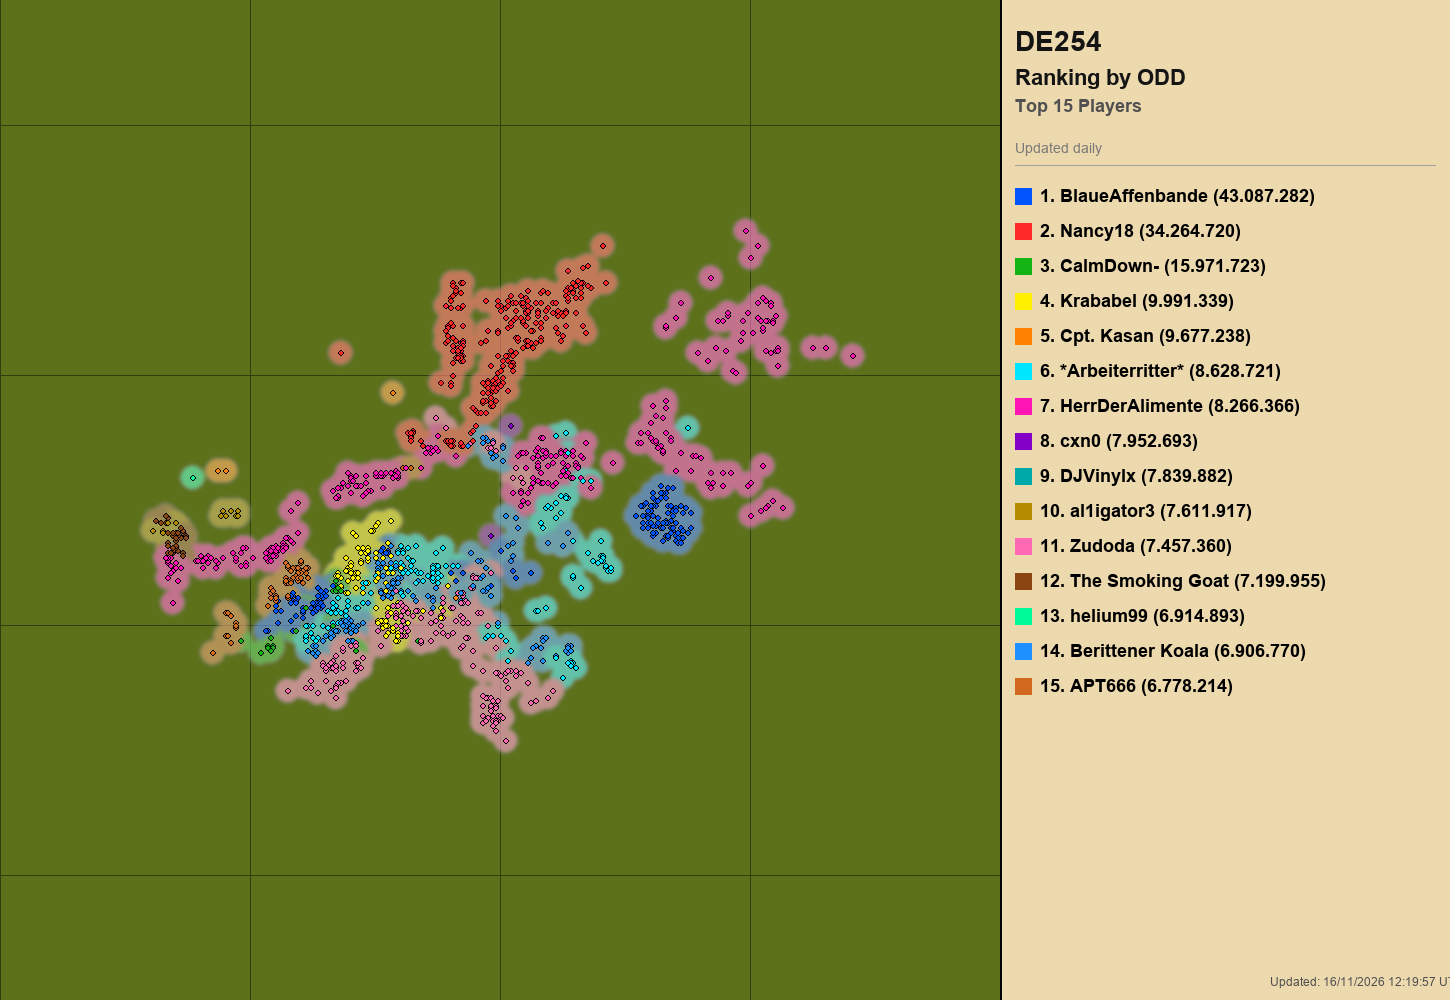 DE254
Ranking by ODD
Top 15 Players
Updated daily
1. BlaueAffenbande (43.087.282)
2. Nancy18 (34.264.720)
3. CalmDown- (15.971.723)
4. Krababel (9.991.339)
5. Cpt. Kasan (9.677.238)
6. *Arbeiterritter* (8.628.721)
7. HerrDerAlimente (8.266.366)
8. cxn0 (7.952.693)
9. DJVinylx (7.839.882)
10. al1igator3 (7.611.917)
11. Zudoda (7.457.360)
12. The Smoking Goat (7.199.955)
13. helium99 (6.914.893)
14. Berittener Koala (6.906.770)
15. APT666 (6.778.214)
Updated: 16/11/2026 12:19:57